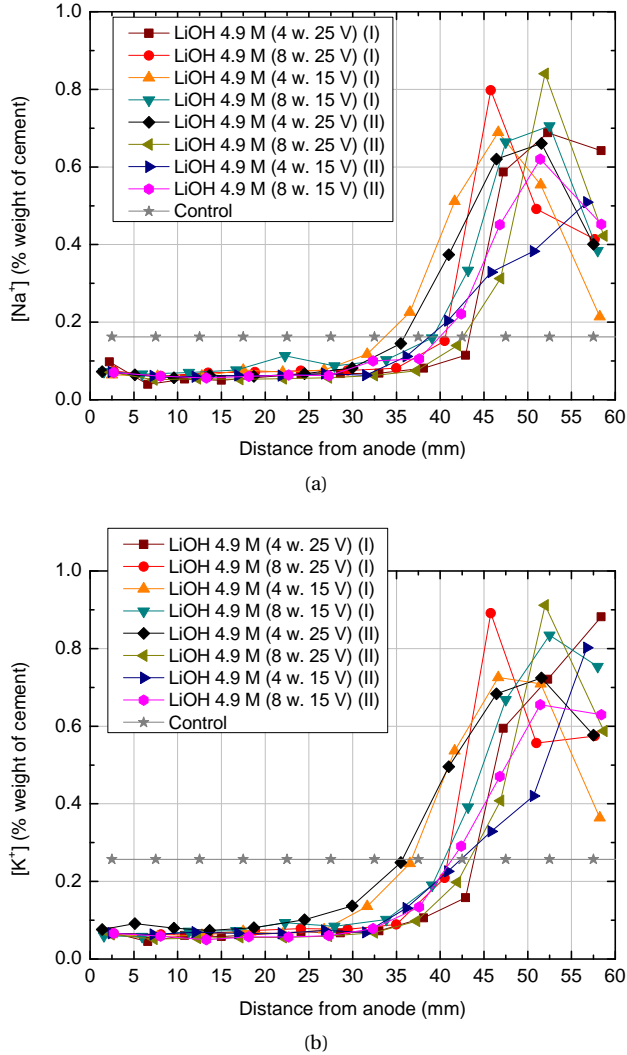 (a)
LiOH 4.9 M (4 w. 25 V) (I)
LiOH 4.9 M (8 w. 25 V) (I)
LiOH 4.9 M (4 w. 15 V) (I)
LiOH 4.9 M (8 w. 15 V) (I)
LiOH 4.9 M (4 w. 25 V) (II)
LiOH 4.9 M (8 w. 25 V) (II)
LiOH 4.9 M (4 w. 15 V) (II)
LiOH 4.9 M (8 w. 15 V) (II)
Control
[Na⁺] (% weight of cement)
1.0
0.8
0.6
0.4
0.2
0.0
0 5 10 15 20 25 30 35 40 45 50 55 60
Distance from anode (mm)
(a)
LiOH 4.9 M (4 w. 25 V) (I)
LiOH 4.9 M (8 w. 25 V) (I)
LiOH 4.9 M (4 w. 15 V) (I)
LiOH 4.9 M (8 w. 15 V) (I)
LiOH 4.9 M (4 w. 25 V) (II)
LiOH 4.9 M (8 w. 25 V) (II)
LiOH 4.9 M (4 w. 15 V) (II)
LiOH 4.9 M (8 w. 15 V) (II)
Control
[K⁺] (% weight of cement)
1.0
0.8
0.6
0.4
0.2
0.0
0 5 10 15 20 25 30 35 40 45 50 55 60
Distance from anode (mm)
(b)